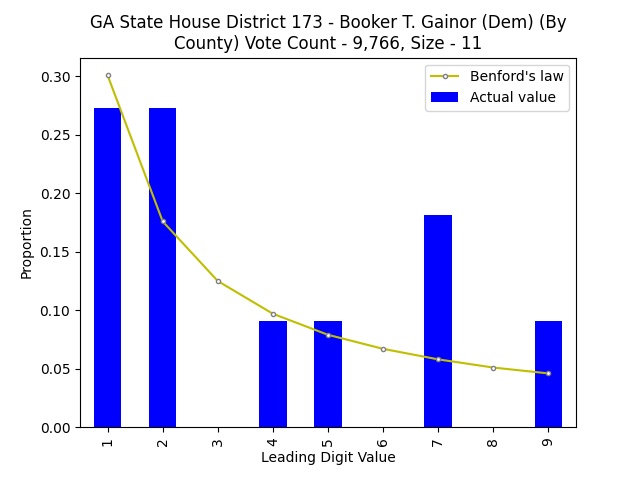 GA State House District 173 - Booker T. Gainor (Dem) (By
County) Vote Count - 9,766, Size - 11
Benford's law
Actual value
0.30
0.25
0.20
0.15
0.10
0.05
0.00
Proportion
1 2 3 4 5 6 7 8 9
Leading Digit Value